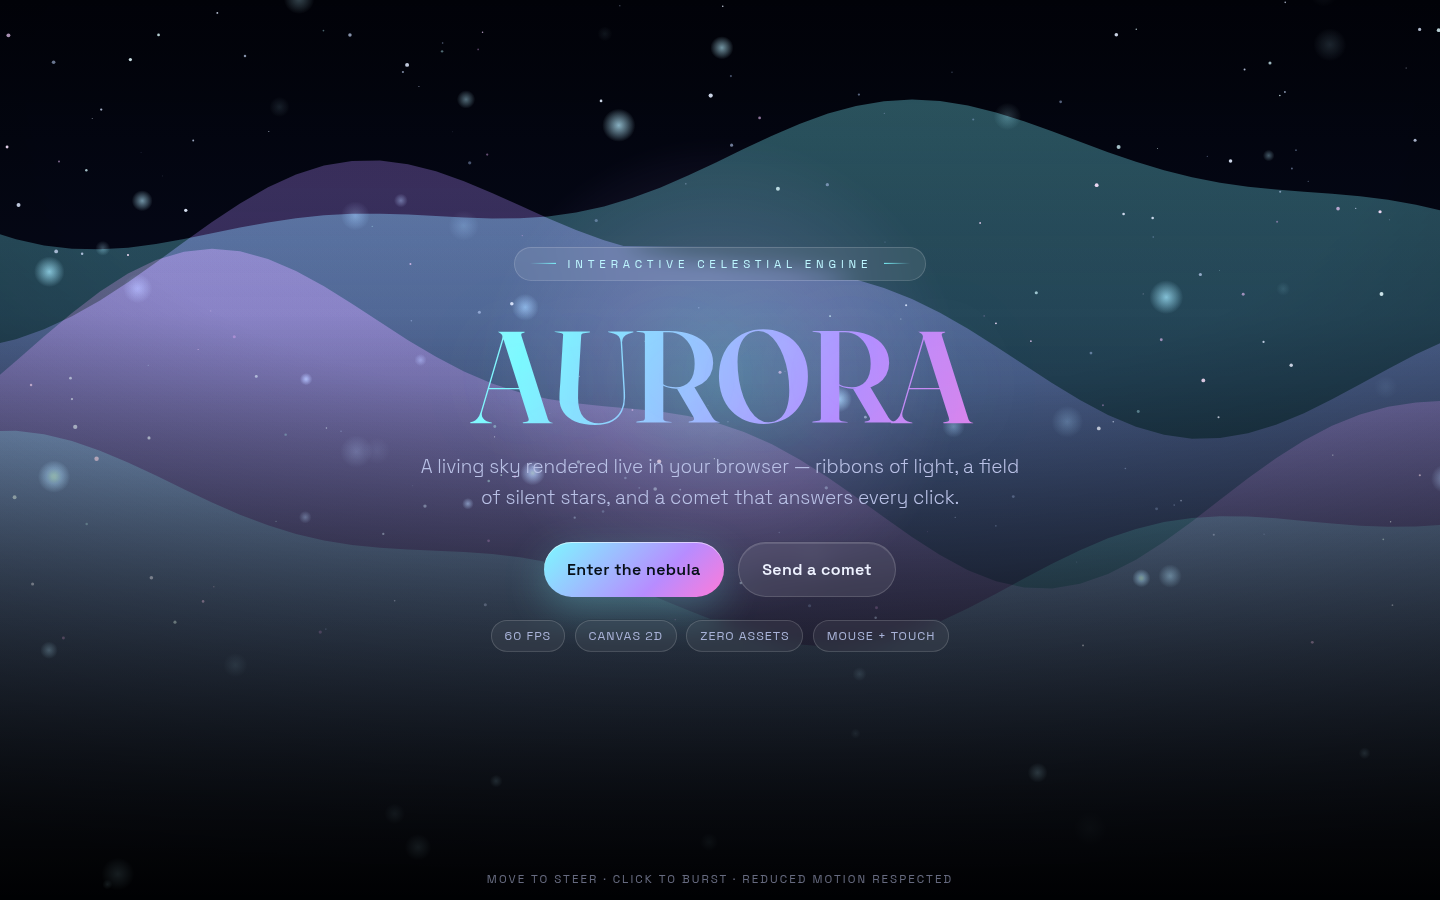 INTERACTIVE CELESTIAL ENGINE
AURORA
A living sky rendered live in your browser — ribbons of light, a field
of silent stars, and a comet that answers every click.
Enter the nebula
Send a comet
60 FPS
CANVAS 2D
ZERO ASSETS
MOUSE + TOUCH
MOVE TO STEER · CLICK TO BURST · REDUCED MOTION RESPECTED